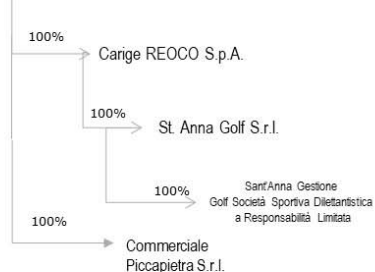 100%
Carige REOCO S.p.A.
100%
St. Anna Golf S.r.l.
100%
Sant'Anna Gestione
Golf Società Sportiva Dilettantistica
a Responsabilità Limitata
100%
Commerciale
Piccapietra S.r.l.